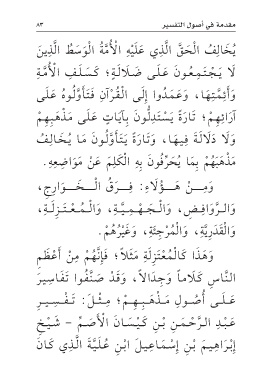 مقدمة في أصول التفسير ٨٣
يُخَالِفُ الْحَقَّ الَّذِي عَلَيْهِ الْأُمَّةُ الْوَسَطُ الَّذِينَ
لَا يَجْتَمِعُونَ عَلَى ضَلَالَةٍ؛ كَسَلَفِ الْأُمَّةِ
وَأَئِمَّتِهَا، وَعَمَدُوا إِلَى الْقُرْآنِ فَتَأَوَّلُوهُ عَلَى
آرَائِهِمْ؛ تَارَةً يَسْتَدِلُّونَ بِآيَاتٍ عَلَى مَذْهَبِهِمْ
وَلَا دَلَالَةَ فِيهَا، وَتَارَةً يَتَأَوَّلُونَ مَا يُخَالِفُ
مَذْهَبَهُمْ بِمَا يُحَرِّفُونَ بِهِ الْكَلِمَ عَنْ مَوَاضِعِهِ.
وَمِنْ هَؤُلَاءِ: فِرَقُ الْخَوَارِجِ،
وَالرَّوَافِضِ، وَالْجَهْمِيَّةِ، وَالْمُعْتَزِلَةِ،
وَالْقَدَرِيَّةِ، وَالْمُرْجِئَةِ، وَغَيْرُهُمْ.
وَهَذَا كَالْمُعْتَزِلَةِ مَثَلاً؛ فَإِنَّهُمْ مِنْ أَعْظَمِ
النَّاسِ كَلَاماً وَجِدَالاً، وَقَدْ صَنَّفُوا تَفَاسِيرَ
عَلَى أُصُولِ مَذْهَبِهِمْ؛ مِثْلَ: تَفْسِيرِ
عَبْدِ الرَّحْمَنِ بْنِ كَيْسَانَ الْأَصَمِّ - شَيْخِ
إِبْرَاهِيمَ بْنِ إِسْمَاعِيلَ ابْنِ عُلَيَّةَ الَّذِي كَانَ